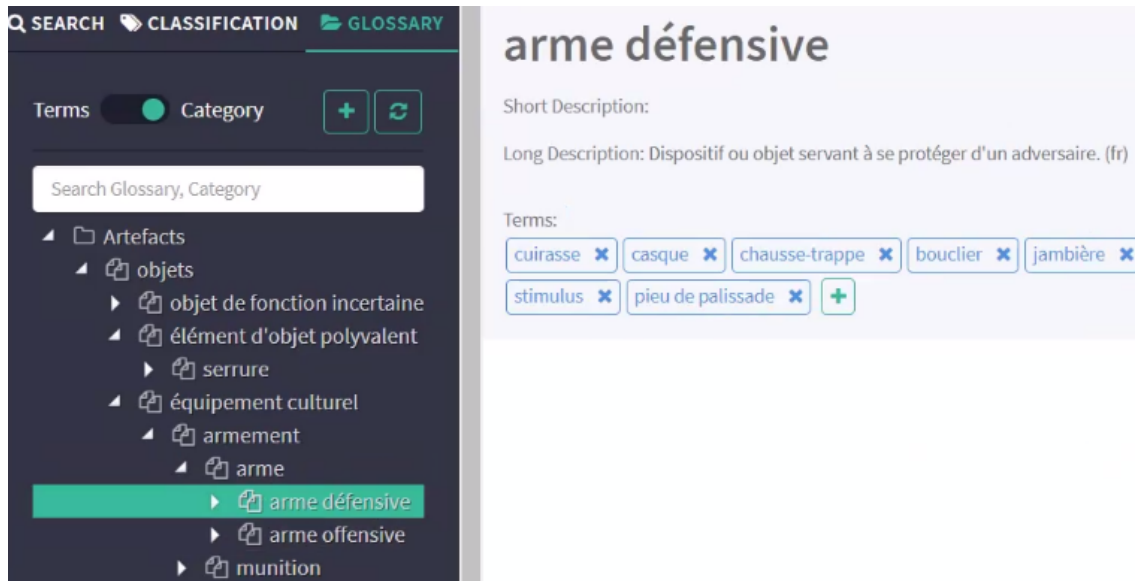 SEARCH CLASSIFICATION GLOSSARY
Terms Category
Search Glossary, Category
Artefacts
objets
objet de fonction incertaine
élément d'objet polyvalent
serrure
équipement culturel
armement
arme
arme défensive
arme offensive
munition
arme défensive
Short Description:
Long Description: Dispositif ou objet servant à se protéger d'un adversaire. (fr)
Terms:
cuirasse casque chausse-trappe bouclier jambière
stimulus pieu de palissade